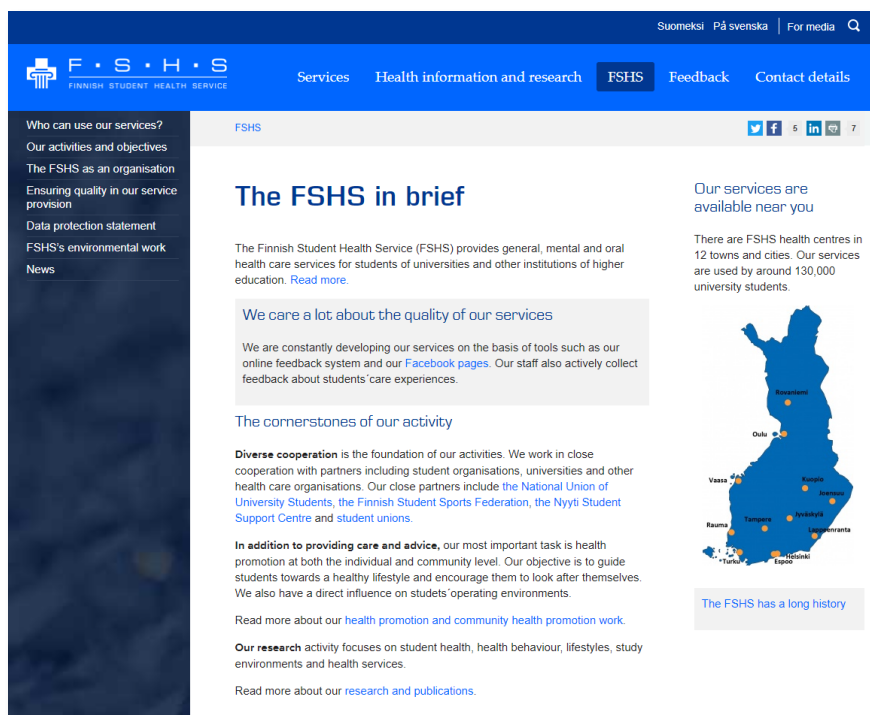 Suomeksi På svenska For media
F·S·H·S
FINNISH STUDENT HEALTH SERVICE
Services Health information and research FSHS Feedback Contact details
Who can use our services?
Our activities and objectives
The FSHS as an organisation
Ensuring quality in our service
provision
Data protection statement
FSHS's environmental work
News
FSHS
5 7
The FSHS in brief
The Finnish Student Health Service (FSHS) provides general, mental and oral
health care services for students of universities and other institutions of higher
education. Read more.
We care a lot about the quality of our services
We are constantly developing our services on the basis of tools such as our
online feedback system and our Facebook pages. Our staff also actively collect
feedback about students´care experiences.
The cornerstones of our activity
Diverse cooperation is the foundation of our activities. We work in close
cooperation with partners including student organisations, universities and other
health care organisations. Our close partners include the National Union of
University Students, the Finnish Student Sports Federation, the Nyyti Student
Support Centre and student unions.
In addition to providing care and advice, our most important task is health
promotion at both the individual and community level. Our objective is to guide
students towards a healthy lifestyle and encourage them to look after themselves.
We also have a direct influence on studets´operating environments.
Read more about our health promotion and community health promotion work.
Our research activity focuses on student health, health behaviour, lifestyles, study
environments and health services.
Read more about our research and publications.
Our services are
available near you
There are FSHS health centres in
12 towns and cities. Our services
are used by around 130,000
university students.
Rovaniemi
Oulu
Vaasa
Kuopio
Joensuu
Jyväskylä
Tampere
Rauma
Lappeenranta
Helsinki
Turku
Espoo
The FSHS has a long history